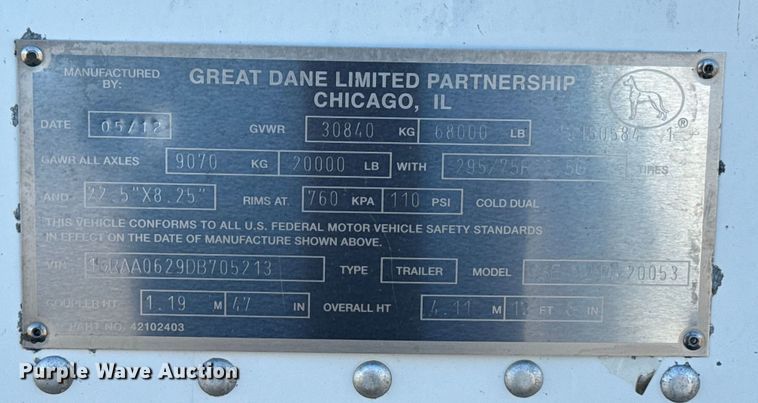 MANUFACTURED BY: GREAT DANE LIMITED PARTNERSHIP
CHICAGO, IL
DATE 05/12 GVWR 30840 KG 68000 LB
GAWR ALL AXLES 9070 KG 20000 LB WITH TIRES
AND 22.5"X8.25" RIMS AT. 760 KPA 110 PSI COLD DUAL
THIS VEHICLE CONFORMS TO ALL U.S. FEDERAL MOTOR VEHICLE SAFETY STANDARDS
IN EFFECT ON THE DATE OF MANUFACTURE SHOWN ABOVE.
VIN 1GRAA0629DB705213 TYPE TRAILER MODEL
COUPLER HT 1.19 M 47 IN OVERALL HT 4.11 M FT IN
PART NO. 42102403
Purple Wave Auction